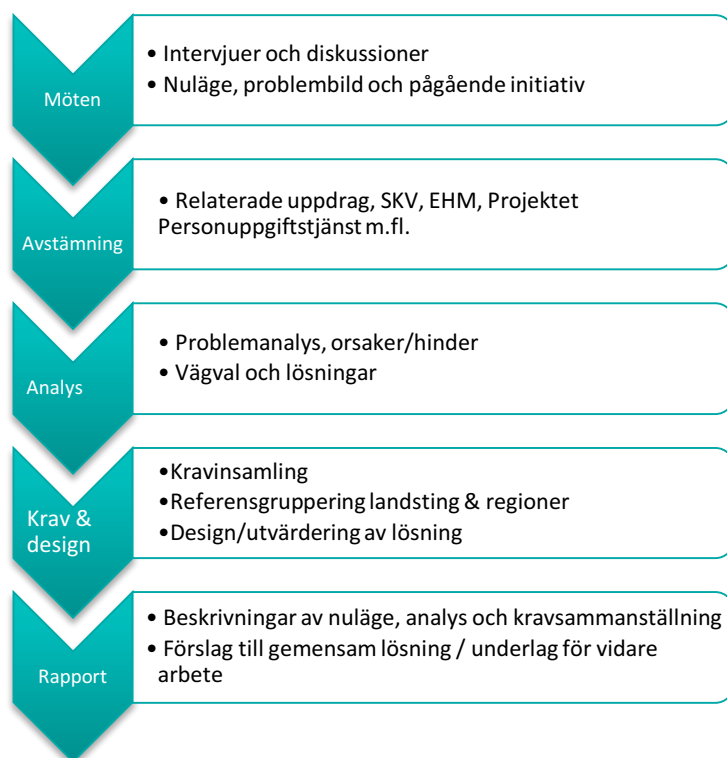 Möten
• Intervjuer och diskussioner
• Nuläge, problembild och pågående initiativ
Avstämning
• Relaterade uppdrag, SKV, EHM, Projektet
Personuppgiftstjänst m.fl.
Analys
• Problemanalys, orsaker/hinder
• Vägval och lösningar
Krav &
design
•Kravinsamling
•Referensgruppering landsting & regioner
•Design/utvärdering av lösning
Rapport
• Beskrivningar av nuläge, analys och kravsammanställning
• Förslag till gemensam lösning / underlag för vidare
arbete